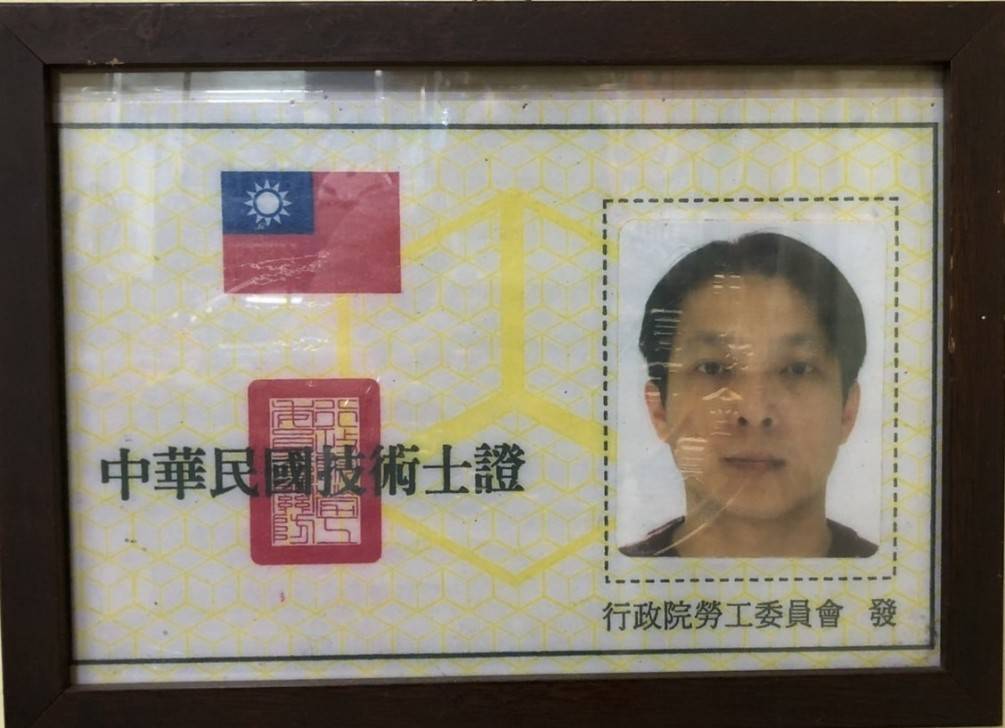 中華民國技術士證
行政院勞工委員會 發